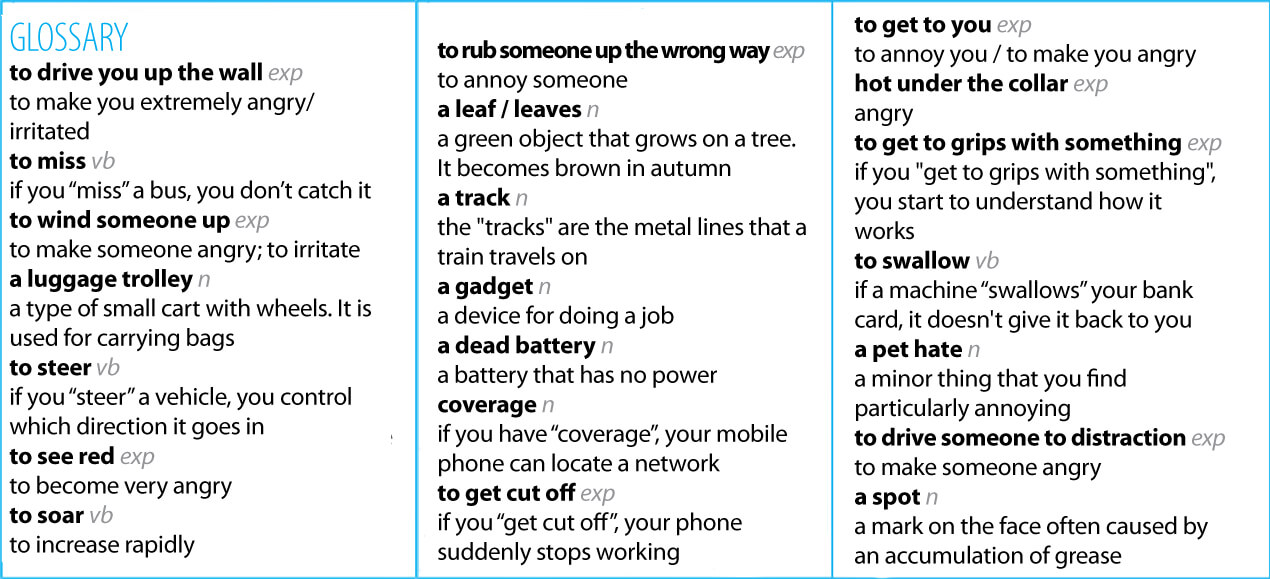 GLOSSARY
to drive you up the wall exp
to make you extremely angry/
irritated
to miss vb
if you “miss” a bus, you don’t catch it
to wind someone up exp
to make someone angry; to irritate
a luggage trolley n
a type of small cart with wheels. It is
used for carrying bags
to steer vb
if you “steer” a vehicle, you control
which direction it goes in
to see red exp
to become very angry
to soar vb
to increase rapidly
to rub someone up the wrong way exp
to annoy someone
a leaf / leaves n
a green object that grows on a tree.
It becomes brown in autumn
a track n
the "tracks" are the metal lines that a
train travels on
a gadget n
a device for doing a job
a dead battery n
a battery that has no power
coverage n
if you have “coverage”, your mobile
phone can locate a network
to get cut off exp
if you “get cut off”, your phone
suddenly stops working
to get to you exp
to annoy you / to make you angry
hot under the collar exp
angry
to get to grips with something exp
if you "get to grips with something",
you start to understand how it
works
to swallow vb
if a machine “swallows” your bank
card, it doesn't give it back to you
a pet hate n
a minor thing that you find
particularly annoying
to drive someone to distraction exp
to make someone angry
a spot n
a mark on the face often caused by
an accumulation of grease